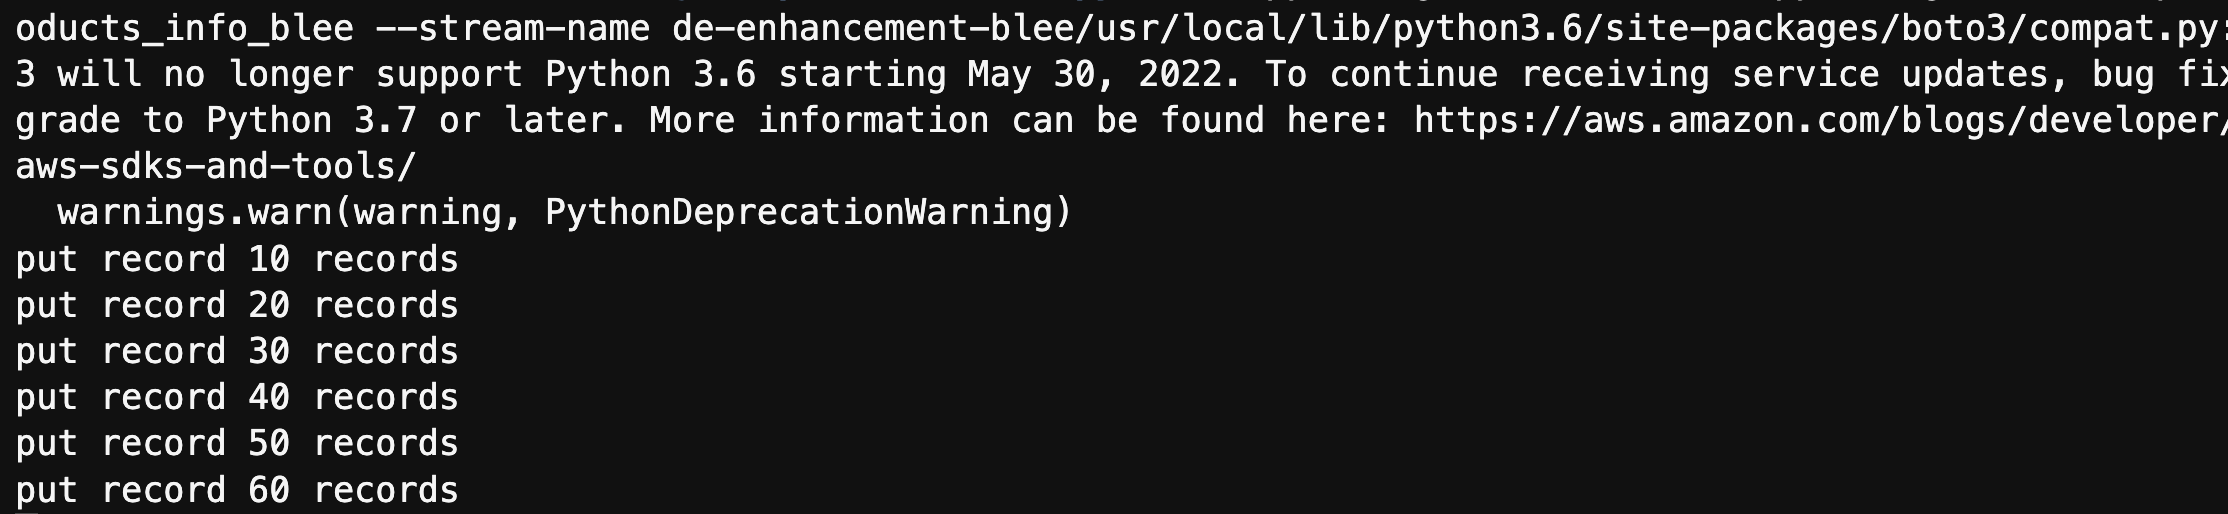 oducts_info_blee --stream-name de-enhancement-blee/usr/local/lib/python3.6/site-packages/boto3/compat.py:
3 will no longer support Python 3.6 starting May 30, 2022. To continue receiving service updates, bug fix
grade to Python 3.7 or later. More information can be found here: https://aws.amazon.com/blogs/developer/
aws-sdks-and-tools/
  warnings.warn(warning, PythonDeprecationWarning)
put record 10 records
put record 20 records
put record 30 records
put record 40 records
put record 50 records
put record 60 records